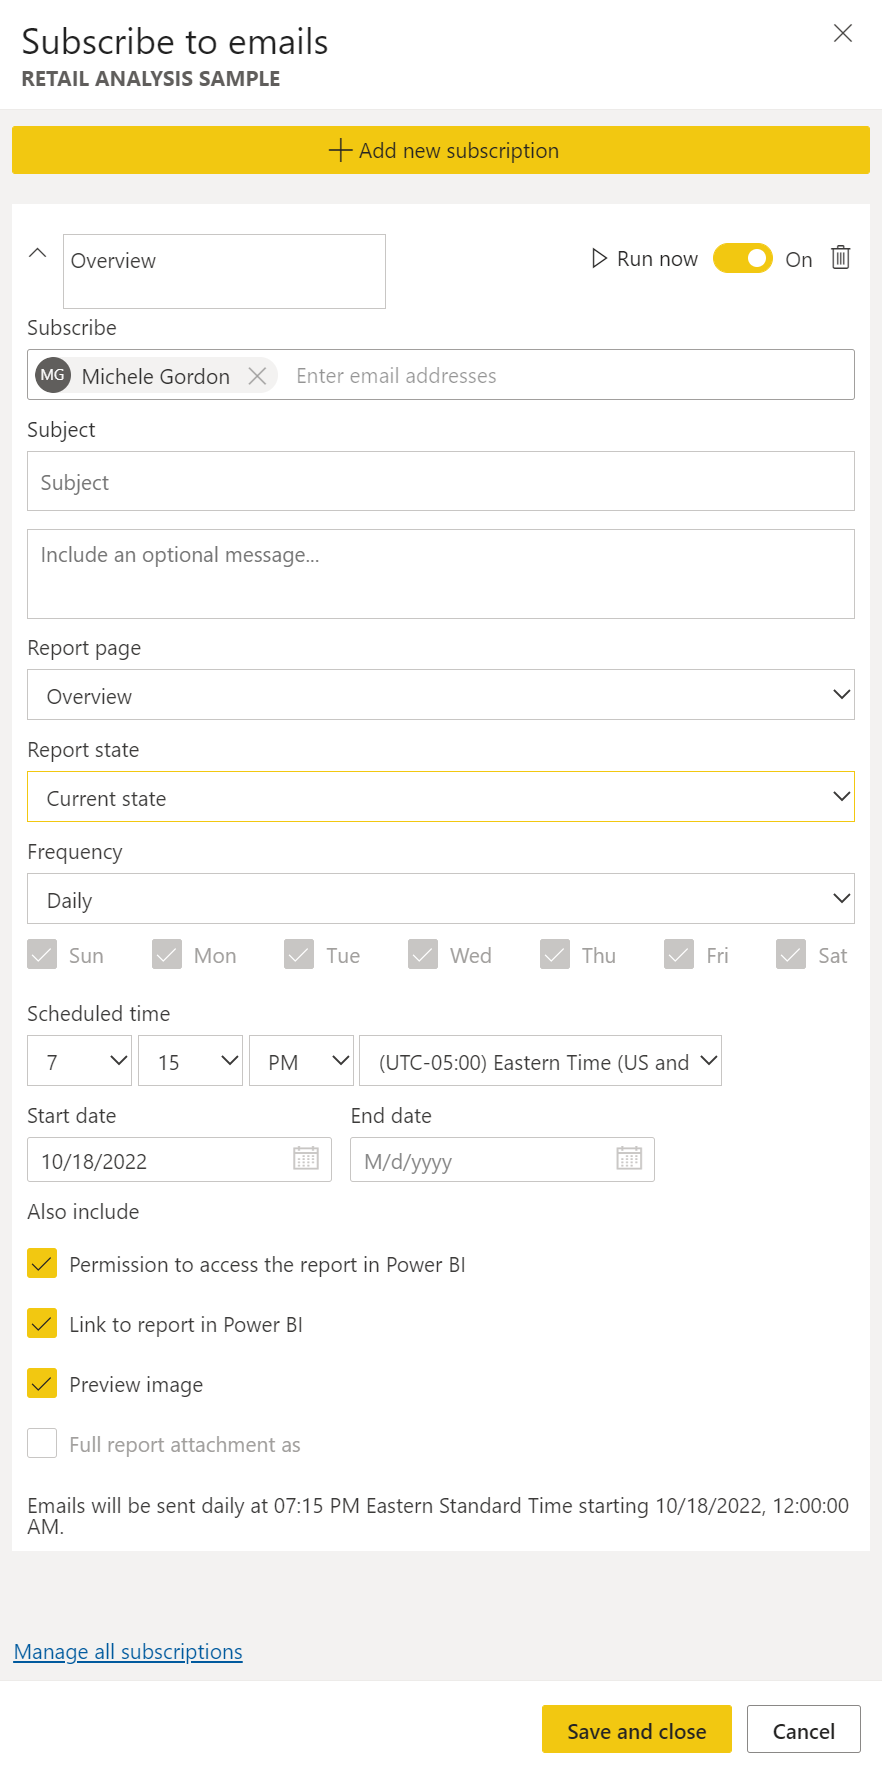 Subscribe to emails
RETAIL ANALYSIS SAMPLE
Add new subscription
Overview
Run now
On
Subscribe
MG Michele Gordon Enter email addresses
Subject
Subject
Include an optional message...
Report page
Overview
Report state
Current state
Frequency
Daily
Sun Mon Tue Wed Thu Fri Sat
Scheduled time
7 15 PM (UTC-05:00) Eastern Time (US and
Start date End date
10/18/2022 M/d/yyyy
Also include
Permission to access the report in Power BI
Link to report in Power BI
Preview image
Full report attachment as
Emails will be sent daily at 07:15 PM Eastern Standard Time starting 10/18/2022, 12:00:00
AM.
Manage all subscriptions
Save and close Cancel